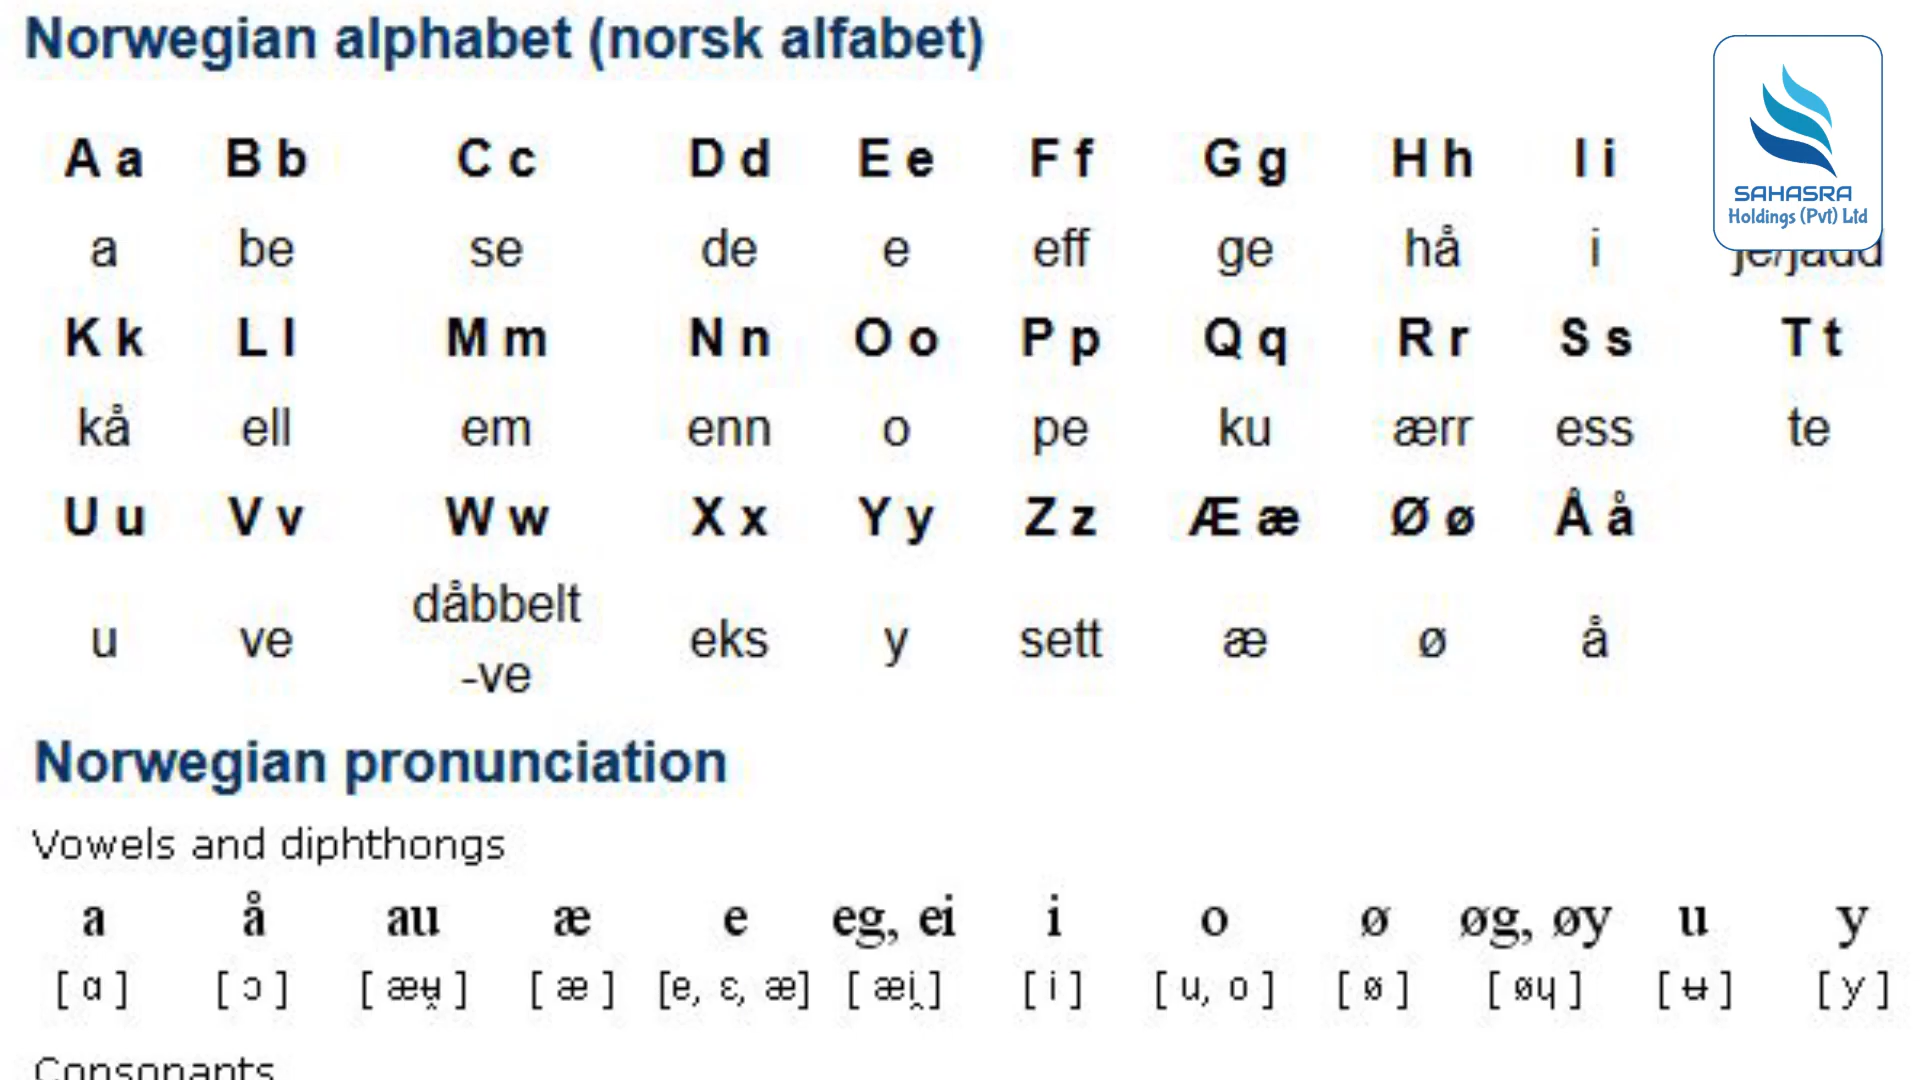 Norwegian alphabet (norsk alfabet)
A a B b C c D d E e F f G g H h I i
SAHASRA
Holdings (Pvt) Ltd
a be se de e eff ge hå i
K k L l M m N n O o P p Q q R r S s T t
kå ell em enn o pe ku ærr ess te
U u V v W w X x Y y Z z Æ æ Ø ø Å å
u ve dåbbelt eks y sett æ ø å
-ve
Norwegian pronunciation
Vowels and diphthongs
a å au æ e eg, ei i o ø øg, øy u y
[ ɑ ] [ ɔ ] [ æʉ̯ ] [ æ ] [e, ɛ, æ] [ æi̯ ] [ i ] [ u, o ] [ ø ] [ øɥ ] [ ʉ ] [ y ]
Consonants